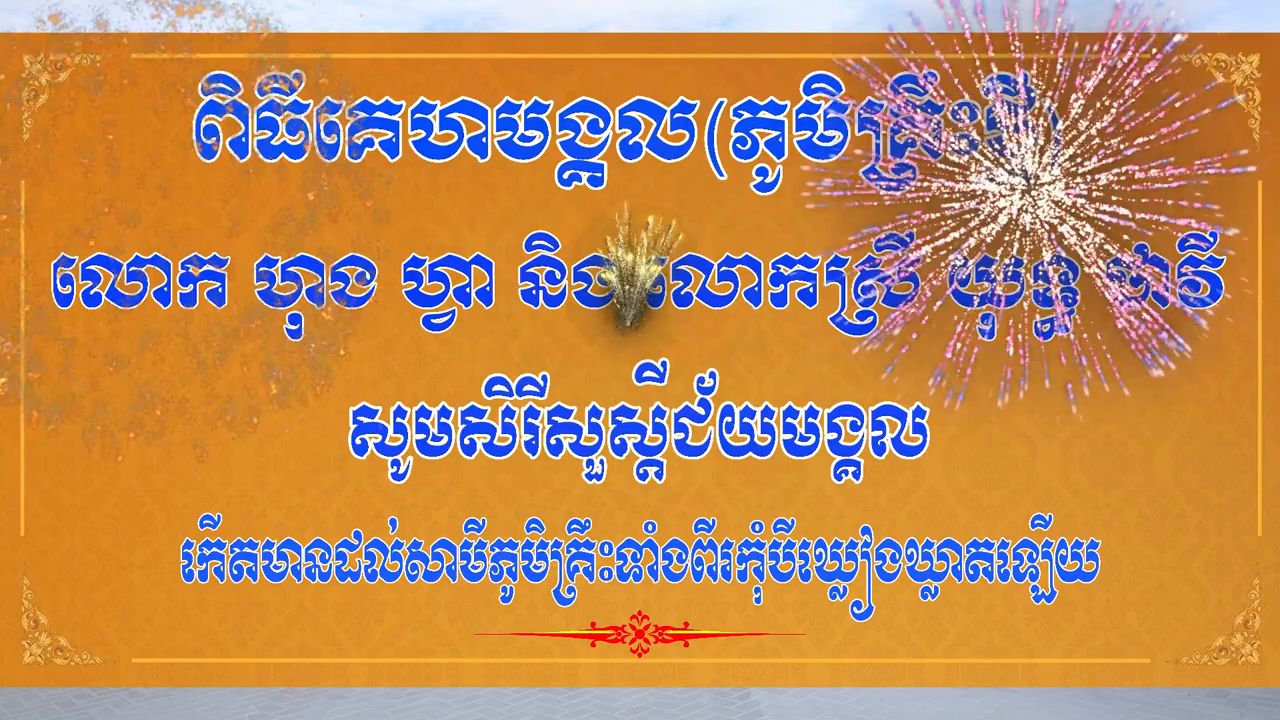 ពិធីគេហមង្គល(ភូមិគ្រឹះថ្មី)
លោក ហុង ហ្វា និងលោកស្រី យុទ្ធ ដាវី
សូមសិរីសួស្តីជ័យមង្គល
កើតមានដល់សាមីភូមិគ្រឹះទាំងពីរកុំបីឃ្លៀងឃ្លាតឡើយ